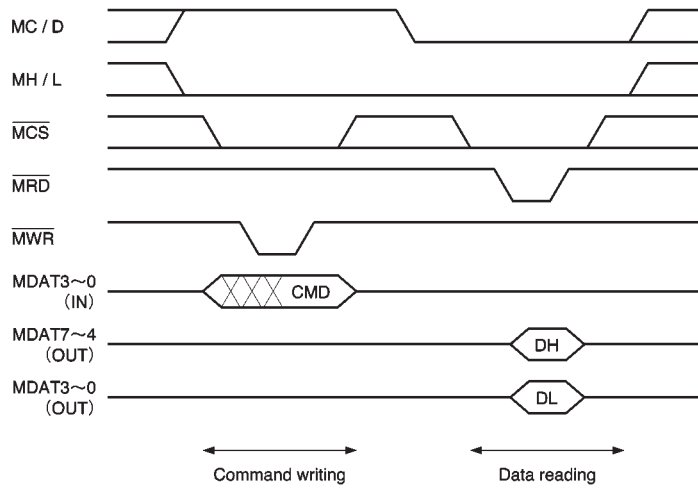 MC / D
MH / L
MCS
MRD
MWR
MDAT3～0
（IN）
CMD
MDAT7～4
（OUT）
DH
MDAT3～0
（OUT）
DL
Command writing
Data reading